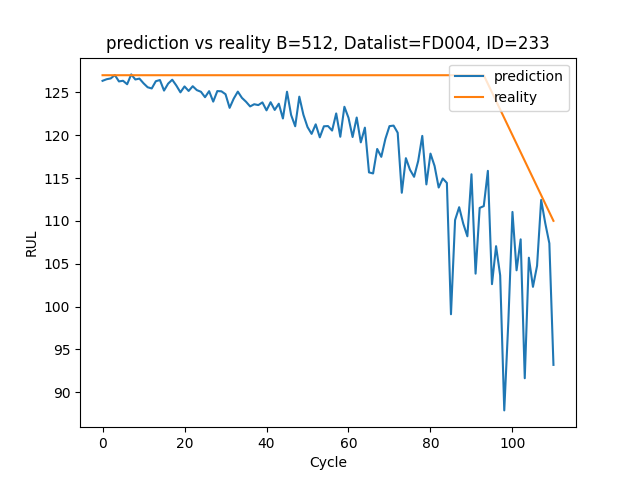 prediction vs reality B=512, Datalist=FD004, ID=233
prediction
reality
RUL
125
120
115
110
105
100
95
90
0 20 40 60 80 100
Cycle